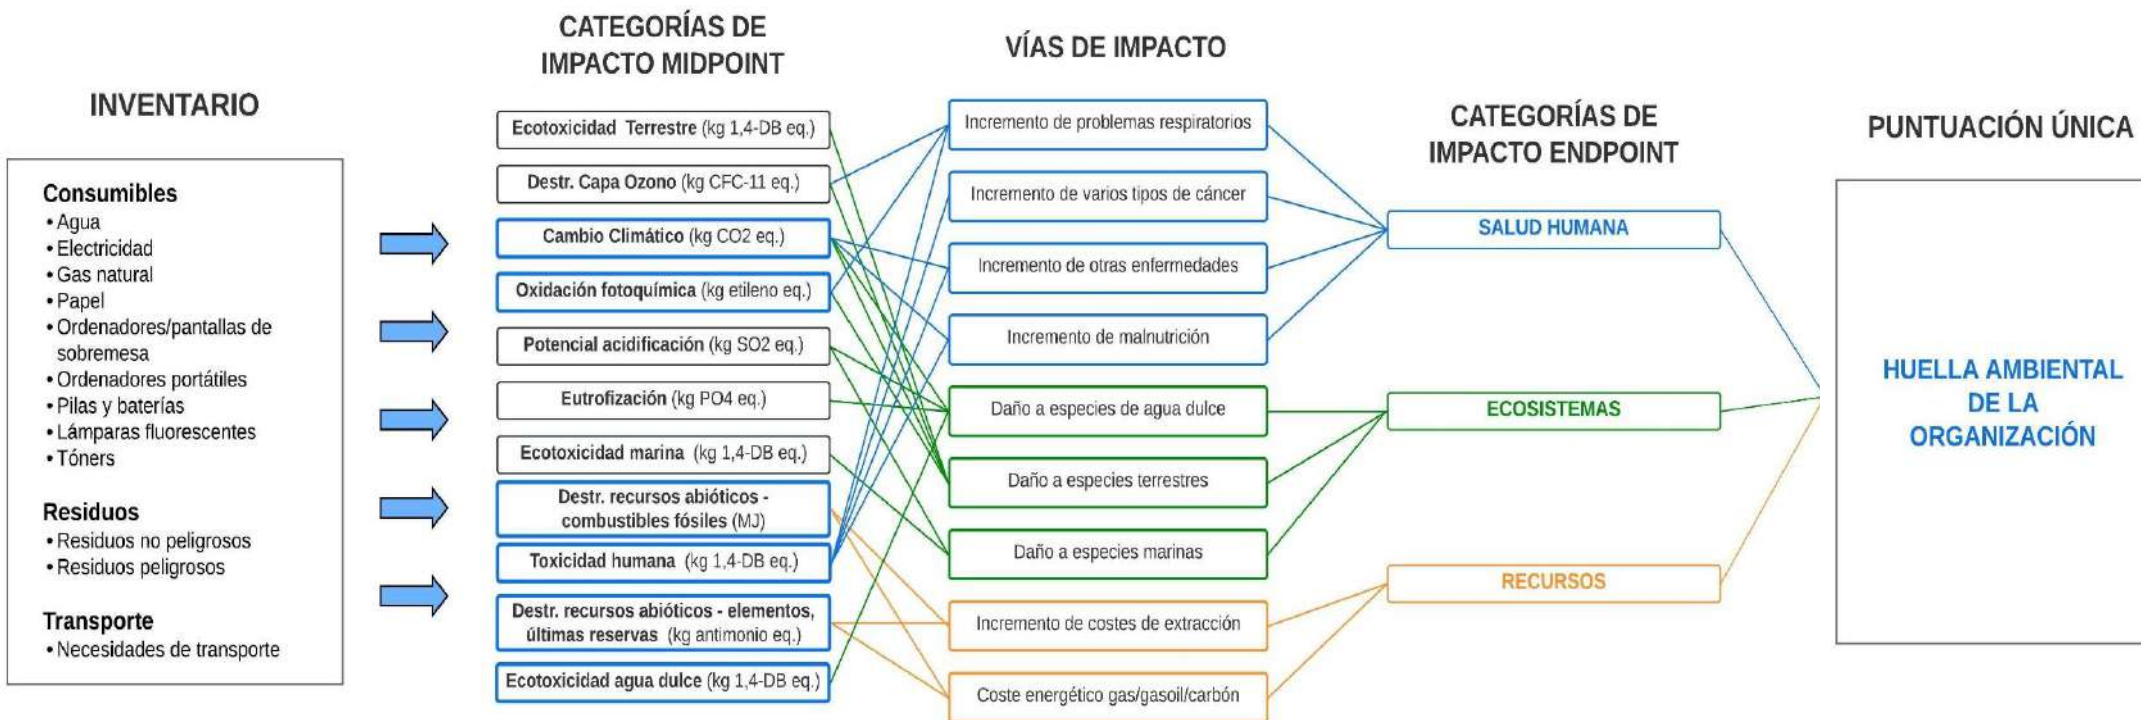 INVENTARIO
Consumibles
• Agua
• Electricidad
• Gas natural
• Papel
• Ordenadores/pantallas de
sobremesa
• Ordenadores portátiles
• Pilas y baterías
• Lámparas fluorescentes
• Tóners
Residuos
• Residuos no peligrosos
• Residuos peligrosos
Transporte
• Necesidades de transporte
CATEGORÍAS DE
IMPACTO MIDPOINT
Ecotoxicidad Terrestre (kg 1,4-DB eq.)
Destr. Capa Ozono (kg CFC-11 eq.)
Cambio Climático (kg CO2 eq.)
Oxidación fotoquímica (kg etileno eq.)
Potencial acidificación (kg SO2 eq.)
Eutrofización (kg PO4 eq.)
Ecotoxicidad marina (kg 1,4-DB eq.)
Destr. recursos abióticos -
combustibles fósiles (MJ)
Toxicidad humana (kg 1,4-DB eq.)
Destr. recursos abióticos - elementos,
últimas reservas (kg antimonio eq.)
Ecotoxicidad agua dulce (kg 1,4-DB eq.)
VÍAS DE IMPACTO
Incremento de problemas respiratorios
Incremento de varios tipos de cáncer
Incremento de otras enfermedades
Incremento de malnutrición
Daño a especies de agua dulce
Daño a especies terrestres
Daño a especies marinas
Incremento de costes de extracción
Coste energético gas/gasoil/carbón
CATEGORÍAS DE
IMPACTO ENDPOINT
SALUD HUMANA
ECOSISTEMAS
RECURSOS
PUNTUACIÓN ÚNICA
HUELLA AMBIENTAL
DE LA
ORGANIZACIÓN